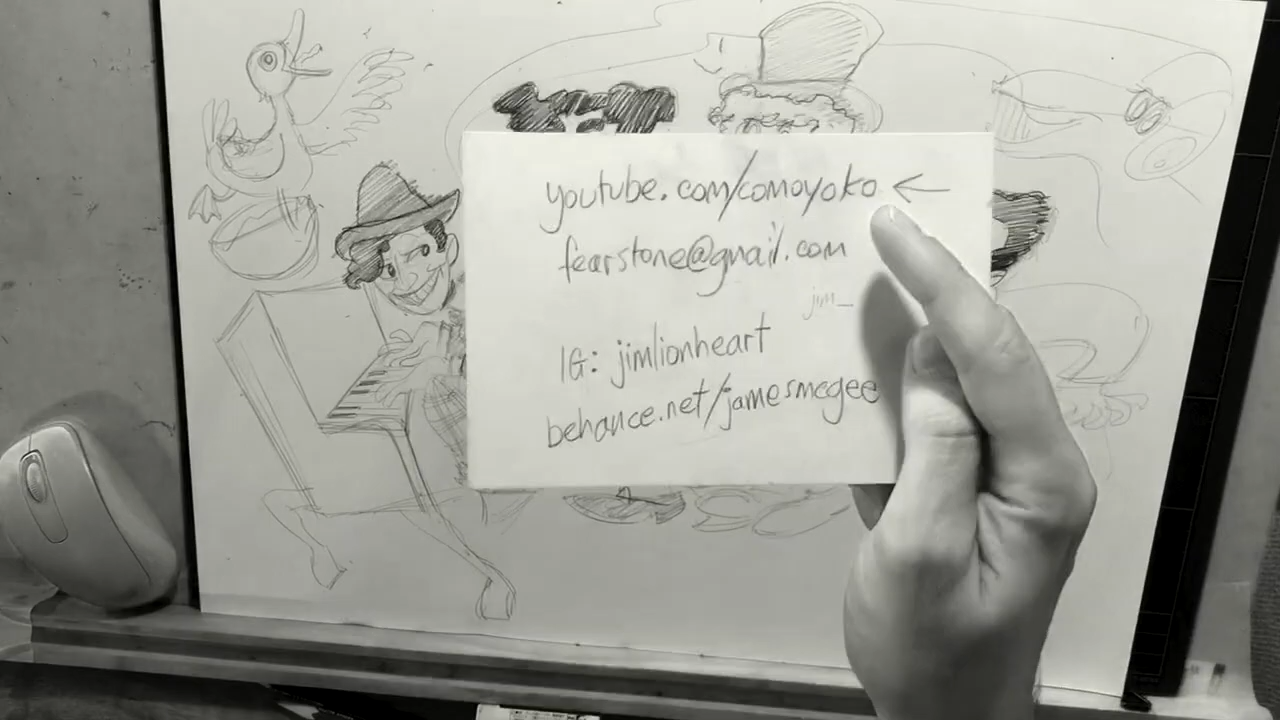 youtube.com/comoyoko ←
fearstone@gmail.com
jim_
IG: jimlionheart
behance.net/jamesmcgee